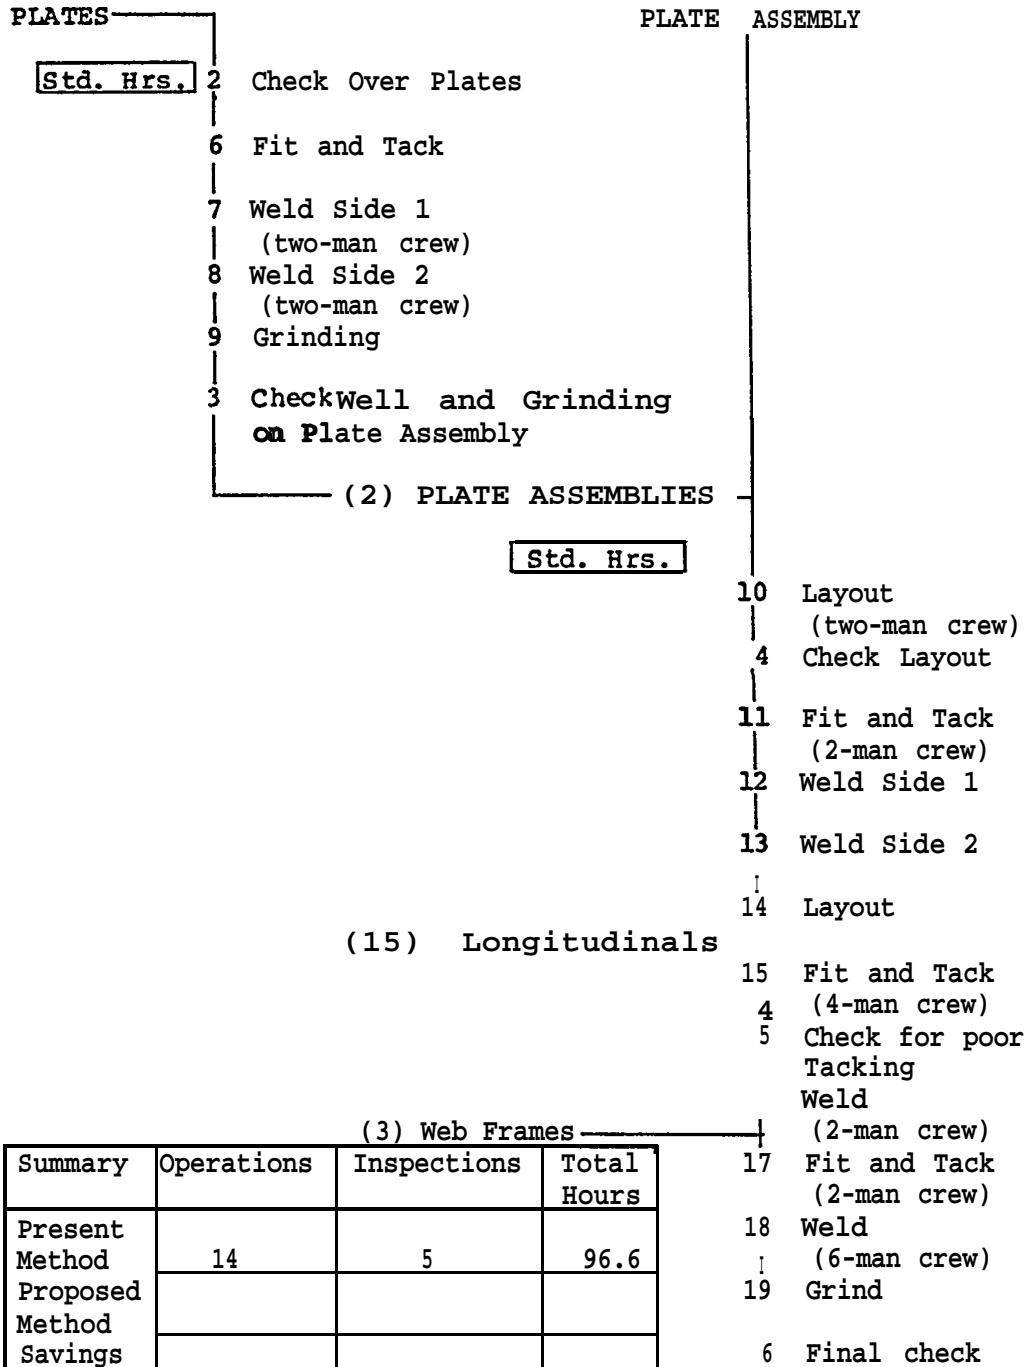 PLATES
PLATE ASSEMBLY
Std. Hrs.
2 Check Over Plates
6 Fit and Tack
7 Weld Side 1
(two-man crew)
8 Weld Side 2
(two-man crew)
9 Grinding
3 Check Well and Grinding
on Plate Assembly
(2) PLATE ASSEMBLIES
Std. Hrs.
10 Layout
(two-man crew)
4 Check Layout
11 Fit and Tack
(2-man crew)
12 Weld Side 1
13 Weld Side 2
14 Layout
(15) Longitudinals
15 Fit and Tack
4 (4-man crew)
5 Check for poor
Tacking
Weld
(2-man crew)
(3) Web Frames
17 Fit and Tack
(2-man crew)
18 Weld
(6-man crew)
19 Grind
6 Final check
Summary Operations Inspections Total
Hours
Present
Method 14 5 96.6
Proposed
Method
Savings